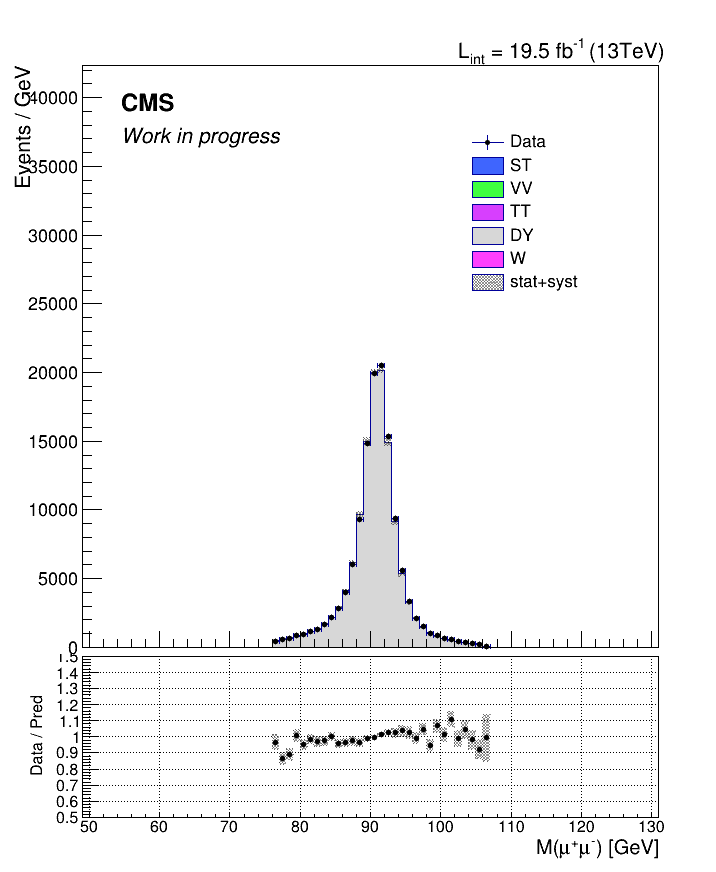 L_int = 19.5 fb^-1 (13TeV)
Events / GeV
40000
35000
30000
25000
20000
15000
10000
5000
0
CMS
Work in progress
Data
ST
VV
TT
DY
W
stat+syst
Data / Pred
1.5
1.4
1.3
1.2
1.1
1
0.9
0.8
0.7
0.6
0.5
50 60 70 80 90 100 110 120 130
M(μ⁺μ⁻) [GeV]